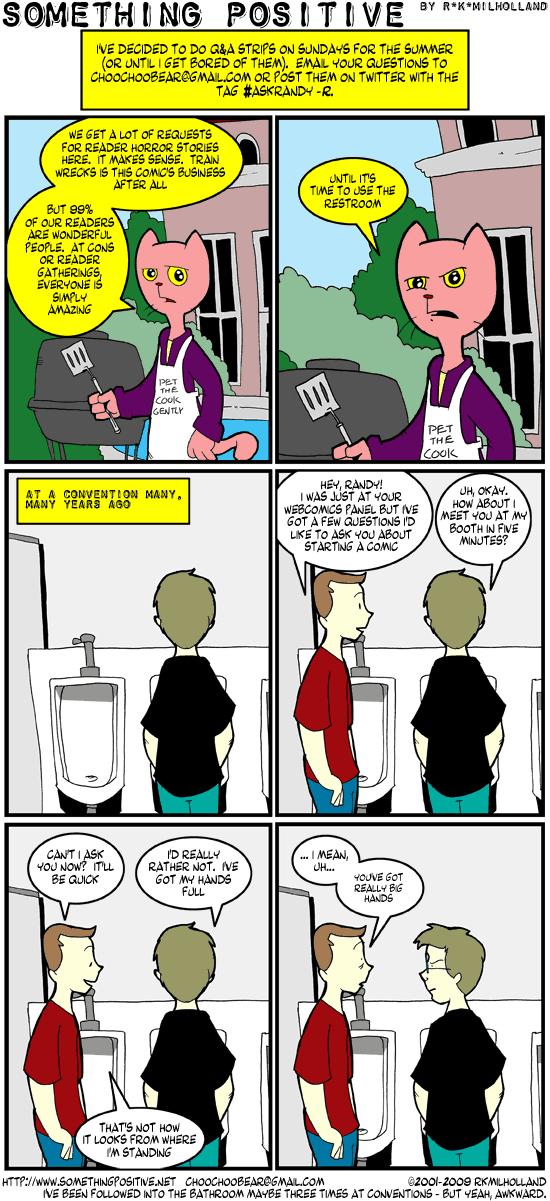 SOMETHING POSITIVE
BY R*K*MILHOLLAND
I'VE DECIDED TO DO Q&A STRIPS ON SUNDAYS FOR THE SUMMER
(OR UNTIL I GET BORED OF THEM). EMAIL YOUR QUESTIONS TO
CHOOCHOOBEAR@GMAIL.COM OR POST THEM ON TWITTER WITH THE
TAG #ASKRANDY -R.
WE GET A LOT OF REQUESTS
FOR READER HORROR STORIES
HERE. IT MAKES SENSE. TRAIN
WRECKS IS THIS COMIC'S BUSINESS
AFTER ALL
BUT 99%
OF OUR READERS
ARE WONDERFUL
PEOPLE. AT CONS
OR READER
GATHERINGS,
EVERYONE IS
SIMPLY
AMAZING
PET
THE
COOK
GENTLY
UNTIL IT'S
TIME TO USE THE
RESTROOM
PET
THE
COOK
AT A CONVENTION MANY,
MANY YEARS AGO
HEY, RANDY!
I WAS JUST AT YOUR
WEBCOMICS PANEL BUT I'VE
GOT A FEW QUESTIONS I'D
LIKE TO ASK YOU ABOUT
STARTING A COMIC
UH, OKAY.
HOW ABOUT I
MEET YOU AT MY
BOOTH IN FIVE
MINUTES?
CAN'T I ASK
YOU NOW? IT'LL
BE QUICK
I'D REALLY
RATHER NOT. I'VE
GOT MY HANDS
FULL
THAT'S NOT HOW
IT LOOKS FROM WHERE
I'M STANDING
... I MEAN,
UH...
YOU'VE GOT
REALLY BIG
HANDS
HTTP://WWW.SOMETHINGPOSITIVE.NET CHOOCHOOBEAR@GMAIL.COM ©2001-2009 RKMILHOLLAND
I'VE BEEN FOLLOWED INTO THE BATHROOM MAYBE THREE TIMES AT CONVENTIONS - BUT YEAH, AWKWARD